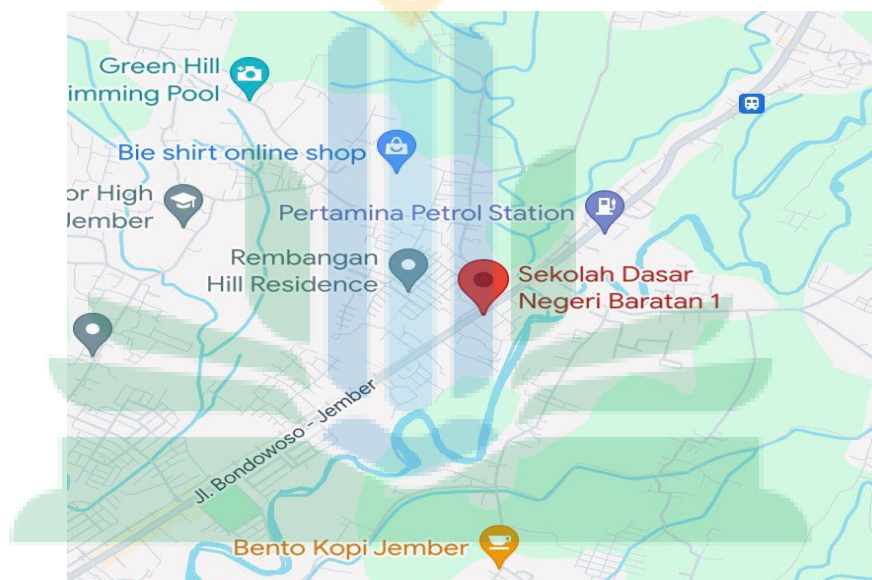 Green Hill
imming Pool
Bie shirt online shop
or High
Jember
Pertamina Petrol Station
Rembangan
Hill Residence
Sekolah Dasar
Negeri Baratan 1
Jl. Bondowoso - Jember
Bento Kopi Jember